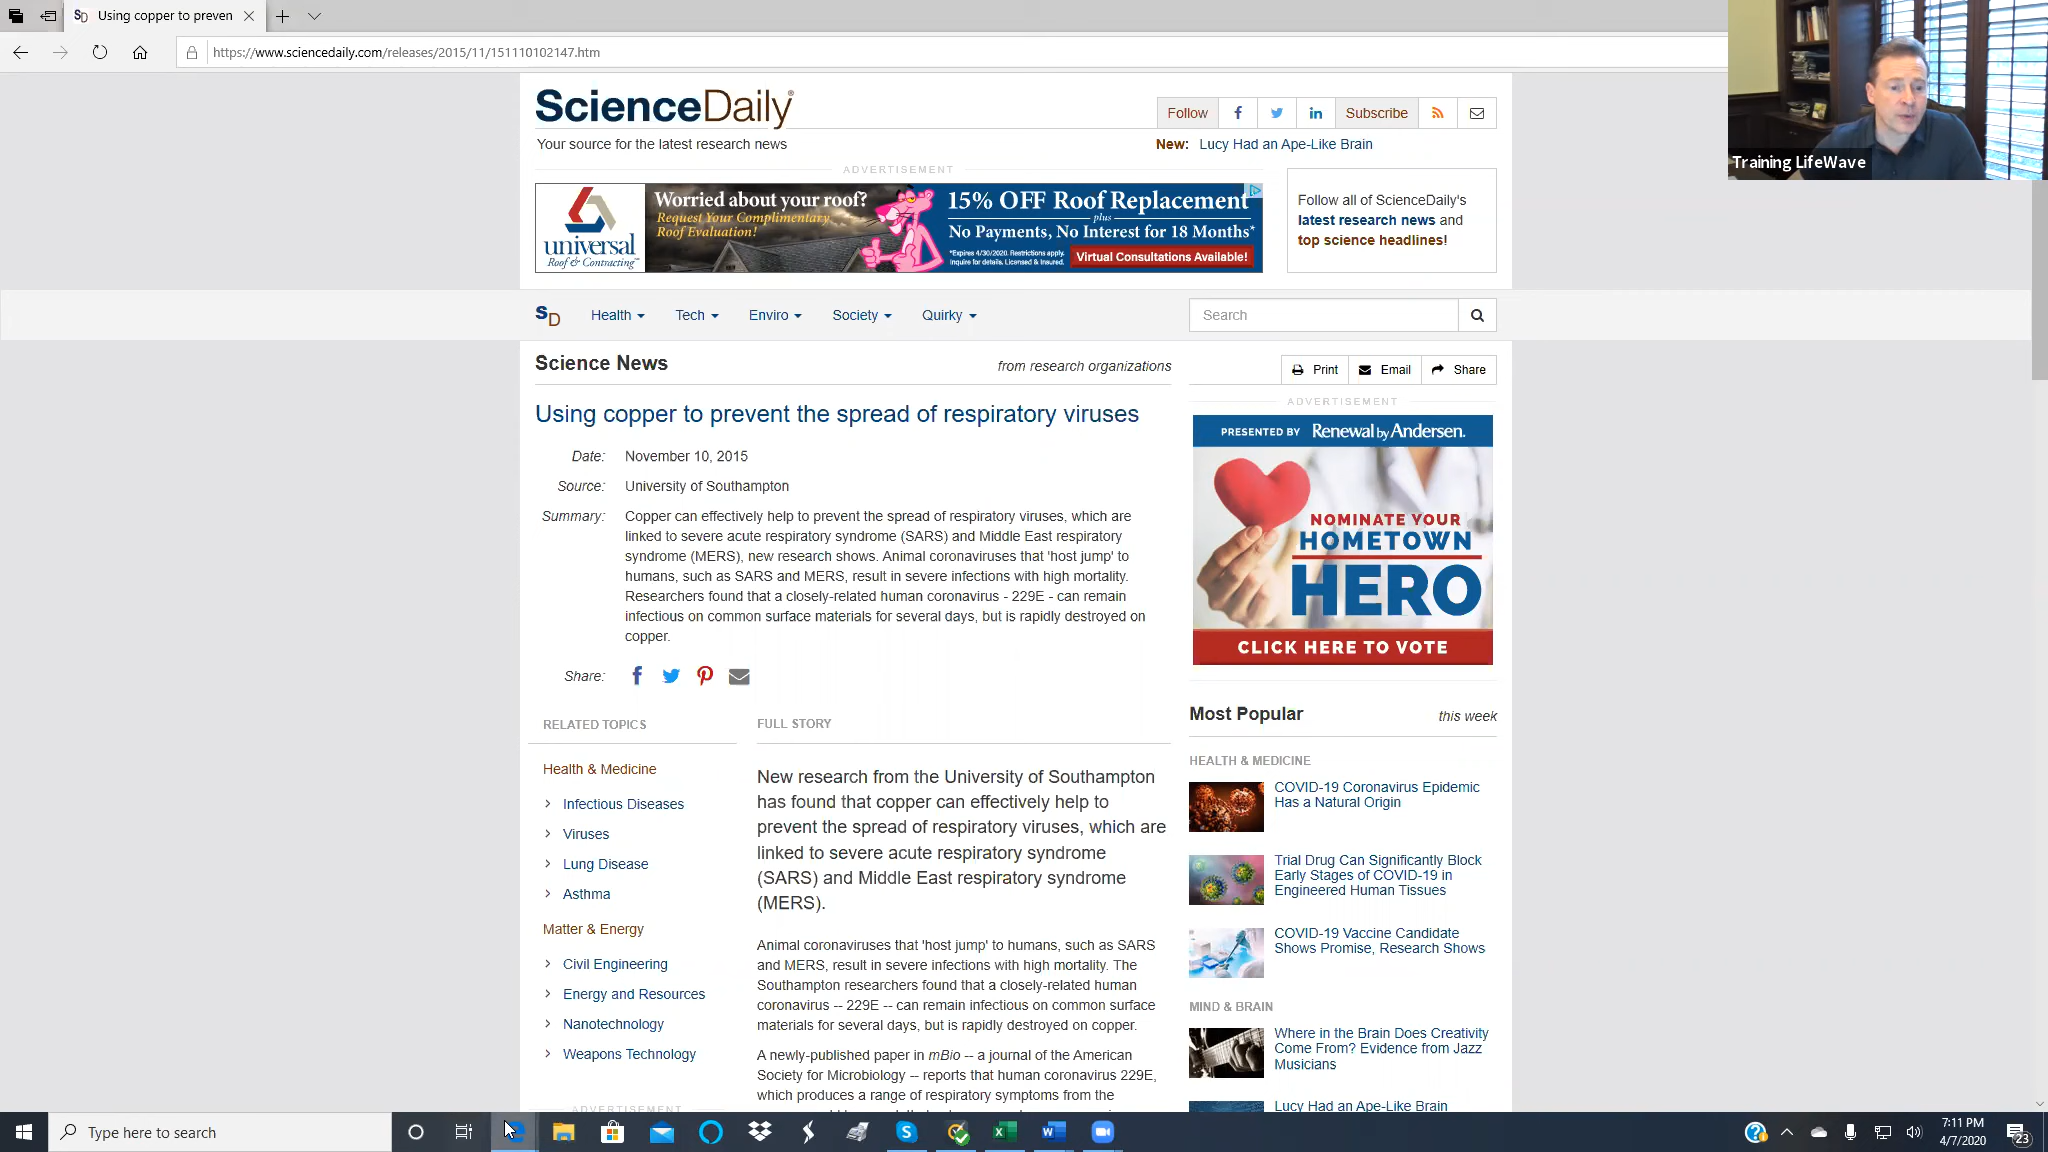 Using copper to preven
https://www.sciencedaily.com/releases/2015/11/151110102147.htm
Training LifeWave
ScienceDaily®
Your source for the latest research news
Follow
Subscribe
New: Lucy Had an Ape-Like Brain
ADVERTISEMENT
universal
Roof & Contracting
Worried about your roof?
Request Your Complimentary
Roof Evaluation!
15% OFF Roof Replacement
plus
No Payments, No Interest for 18 Months*
*Expires 4/30/2020. Restrictions apply.
Inquire for details. Licensed & Insured.
Virtual Consultations Available!
Follow all of ScienceDaily's
latest research news and
top science headlines!
SD Health Tech Enviro Society Quirky
Search
Science News
from research organizations
Print Email Share
Using copper to prevent the spread of respiratory viruses
Date: November 10, 2015
Source: University of Southampton
Summary: Copper can effectively help to prevent the spread of respiratory viruses, which are
linked to severe acute respiratory syndrome (SARS) and Middle East respiratory
syndrome (MERS), new research shows. Animal coronaviruses that 'host jump' to
humans, such as SARS and MERS, result in severe infections with high mortality.
Researchers found that a closely-related human coronavirus - 229E - can remain
infectious on common surface materials for several days, but is rapidly destroyed on
copper.
Share:
RELATED TOPICS
Health & Medicine
Infectious Diseases
Viruses
Lung Disease
Asthma
Matter & Energy
Civil Engineering
Energy and Resources
Nanotechnology
Weapons Technology
ADVERTISEMENT
FULL STORY
New research from the University of Southampton
has found that copper can effectively help to
prevent the spread of respiratory viruses, which are
linked to severe acute respiratory syndrome
(SARS) and Middle East respiratory syndrome
(MERS).
Animal coronaviruses that 'host jump' to humans, such as SARS
and MERS, result in severe infections with high mortality. The
Southampton researchers found that a closely-related human
coronavirus -- 229E -- can remain infectious on common surface
materials for several days, but is rapidly destroyed on copper.
A newly-published paper in mBio -- a journal of the American
Society for Microbiology -- reports that human coronavirus 229E,
which produces a range of respiratory symptoms from the
ADVERTISEMENT
PRESENTED BY Renewal by Andersen.
NOMINATE YOUR
HOMETOWN
HERO
CLICK HERE TO VOTE
Most Popular
this week
HEALTH & MEDICINE
COVID-19 Coronavirus Epidemic
Has a Natural Origin
Trial Drug Can Significantly Block
Early Stages of COVID-19 in
Engineered Human Tissues
COVID-19 Vaccine Candidate
Shows Promise, Research Shows
MIND & BRAIN
Where in the Brain Does Creativity
Come From? Evidence from Jazz
Musicians
Lucy Had an Ape-Like Brain
Type here to search
7:11 PM
4/7/2020
23